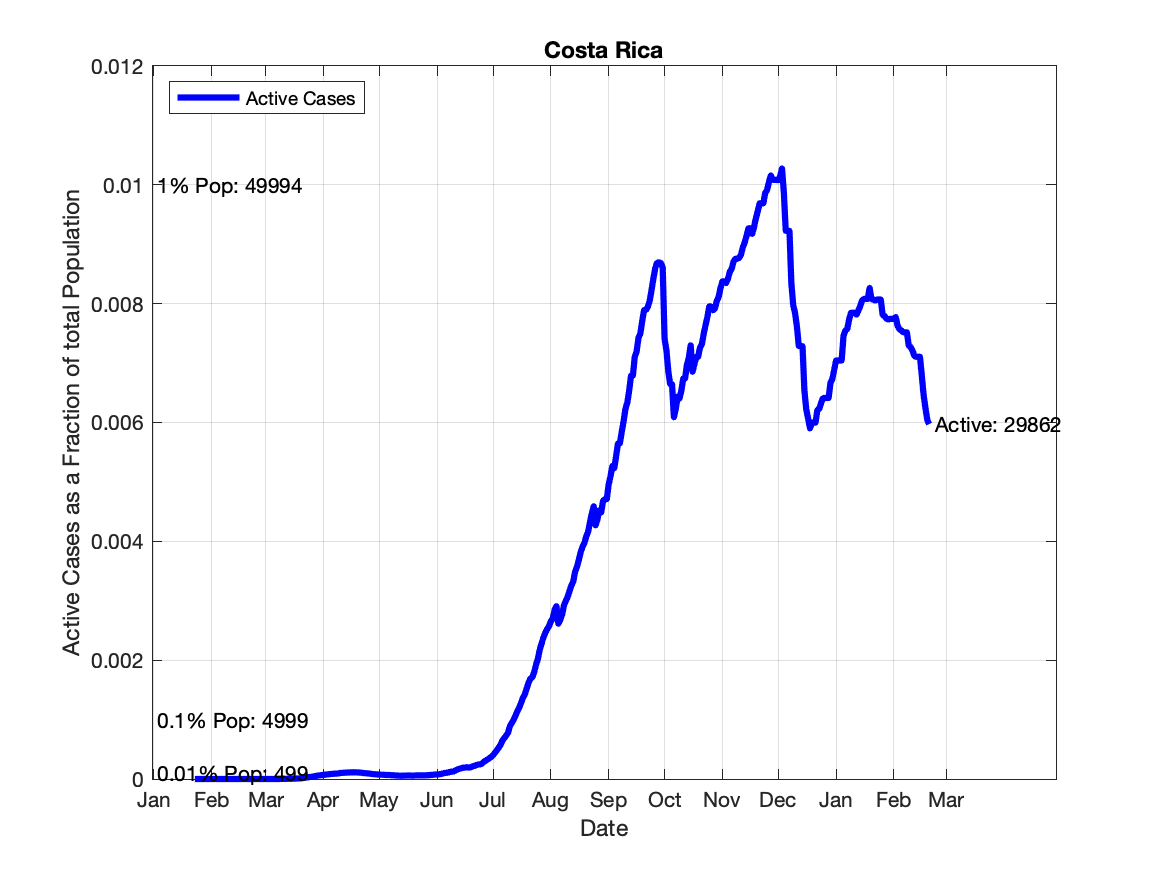 Costa Rica
0.012
Active Cases
0.01
1% Pop: 49994
0.008
0.006
Active: 29862
0.004
0.002
0.1% Pop: 4999
0
0.01% Pop: 499
Jan Feb Mar Apr May Jun Jul Aug Sep Oct Nov Dec Jan Feb Mar
Date
Active Cases as a Fraction of total Population